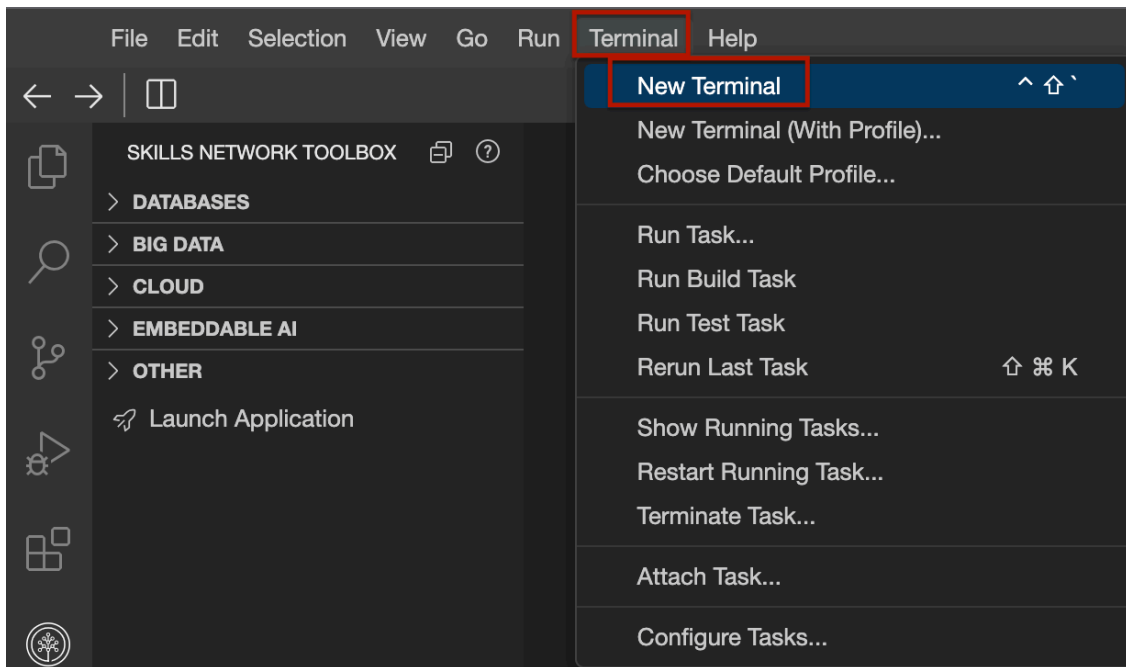 File Edit Selection View Go Run Terminal Help
SKILLS NETWORK TOOLBOX
DATABASES
BIG DATA
CLOUD
EMBEDDABLE AI
OTHER
Launch Application
New Terminal ^ ⇧ `
New Terminal (With Profile)...
Choose Default Profile...
Run Task...
Run Build Task
Run Test Task
Rerun Last Task ⇧ ⌘ K
Show Running Tasks...
Restart Running Task...
Terminate Task...
Attach Task...
Configure Tasks...